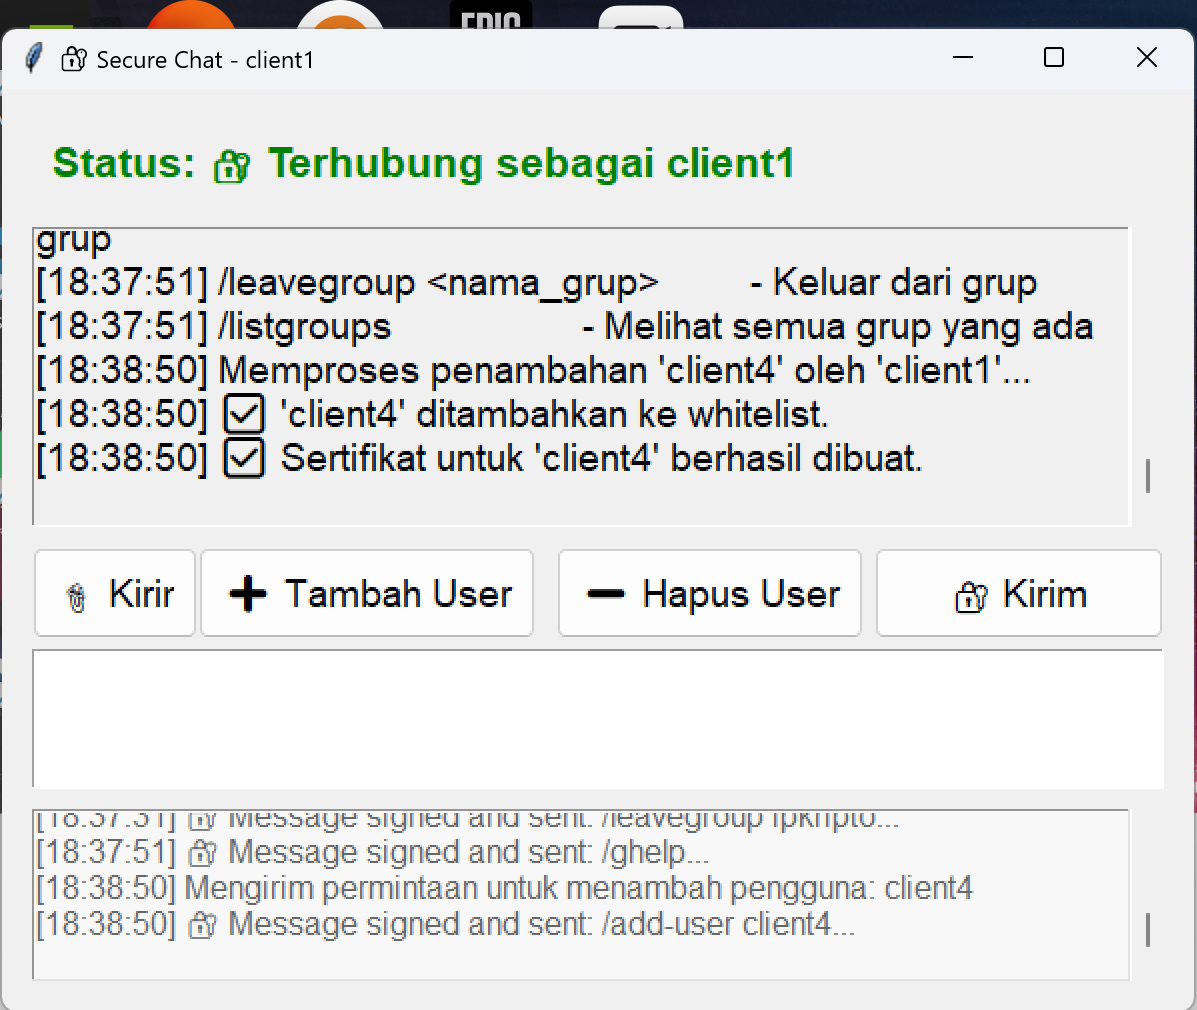 EPIC
Secure Chat - client1
Status: 🔐 Terhubung sebagai client1
grup
[18:37:51] /leavegroup <nama_grup> - Keluar dari grup
[18:37:51] /listgroups - Melihat semua grup yang ada
[18:38:50] Memproses penambahan 'client4' oleh 'client1'...
[18:38:50] ☑ 'client4' ditambahkan ke whitelist.
[18:38:50] ☑ Sertifikat untuk 'client4' berhasil dibuat.
Kirir
+ Tambah User
− Hapus User
🔐 Kirim
[18:37:31] 🔐 Message signed and sent: /leavegroup fpkripto...
[18:37:51] 🔐 Message signed and sent: /ghelp...
[18:38:50] Mengirim permintaan untuk menambah pengguna: client4
[18:38:50] 🔐 Message signed and sent: /add-user client4...